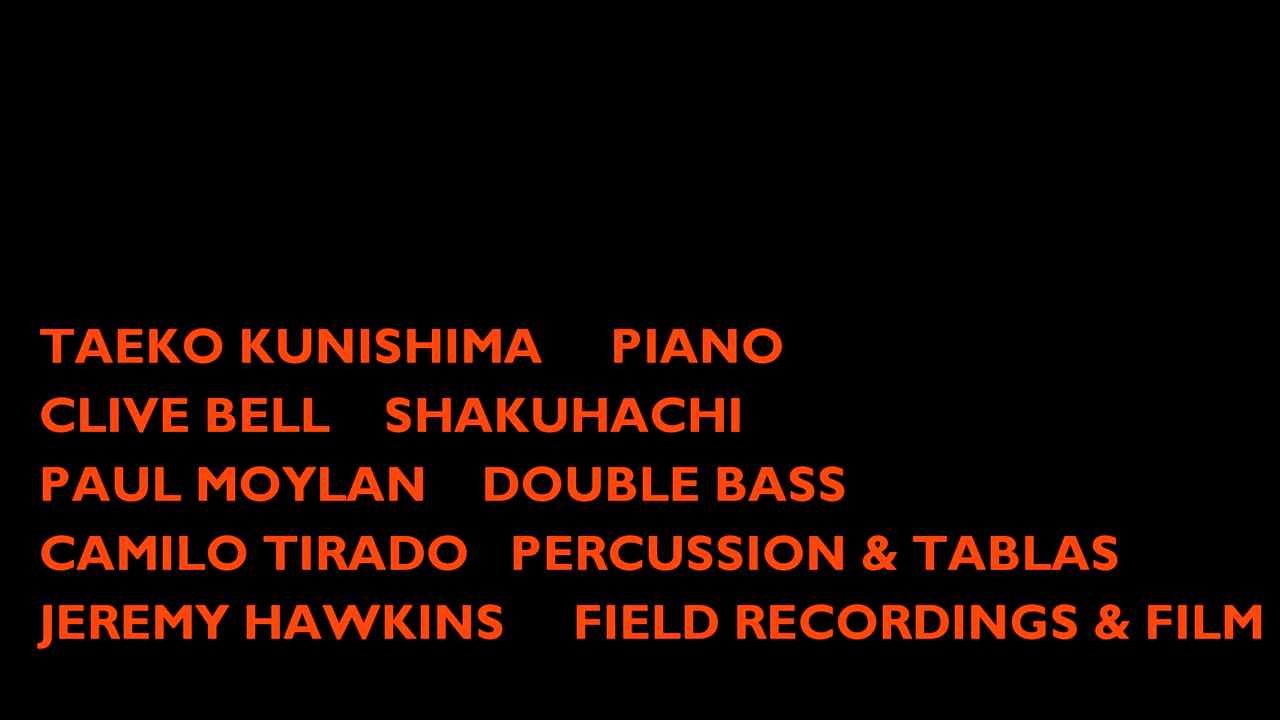 TAEKO KUNISHIMA PIANO
CLIVE BELL SHAKUHACHI
PAUL MOYLAN DOUBLE BASS
CAMILO TIRADO PERCUSSION & TABLAS
JEREMY HAWKINS FIELD RECORDINGS & FILM